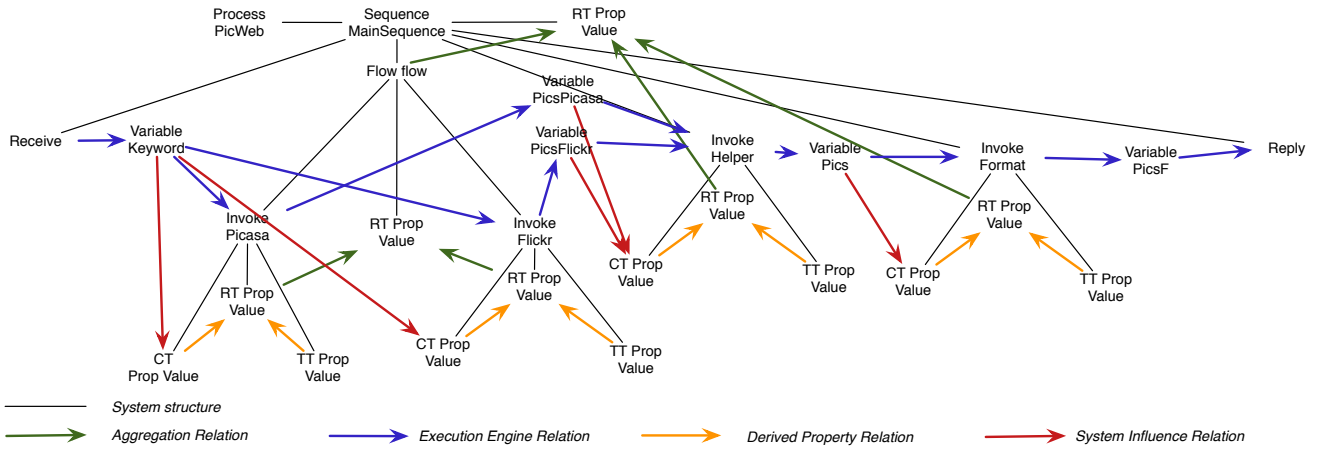 Process
PicWeb
Sequence
MainSequence
RT Prop
Value
Flow flow
Variable
PicsPicasa
Receive
Variable
Keyword
Variable
PicsFlickr
Invoke
Helper
Variable
Pics
Invoke
Format
Variable
PicsF
Reply
Invoke
Picasa
RT Prop
Value
Invoke
Flickr
RT Prop
Value
RT Prop
Value
CT Prop
Value
TT Prop
Value
CT Prop
Value
TT Prop
Value
RT Prop
Value
RT Prop
Value
CT
Prop Value
TT Prop
Value
CT Prop
Value
TT Prop
Value
System structure
Aggregation Relation
Execution Engine Relation
Derived Property Relation
System Influence Relation